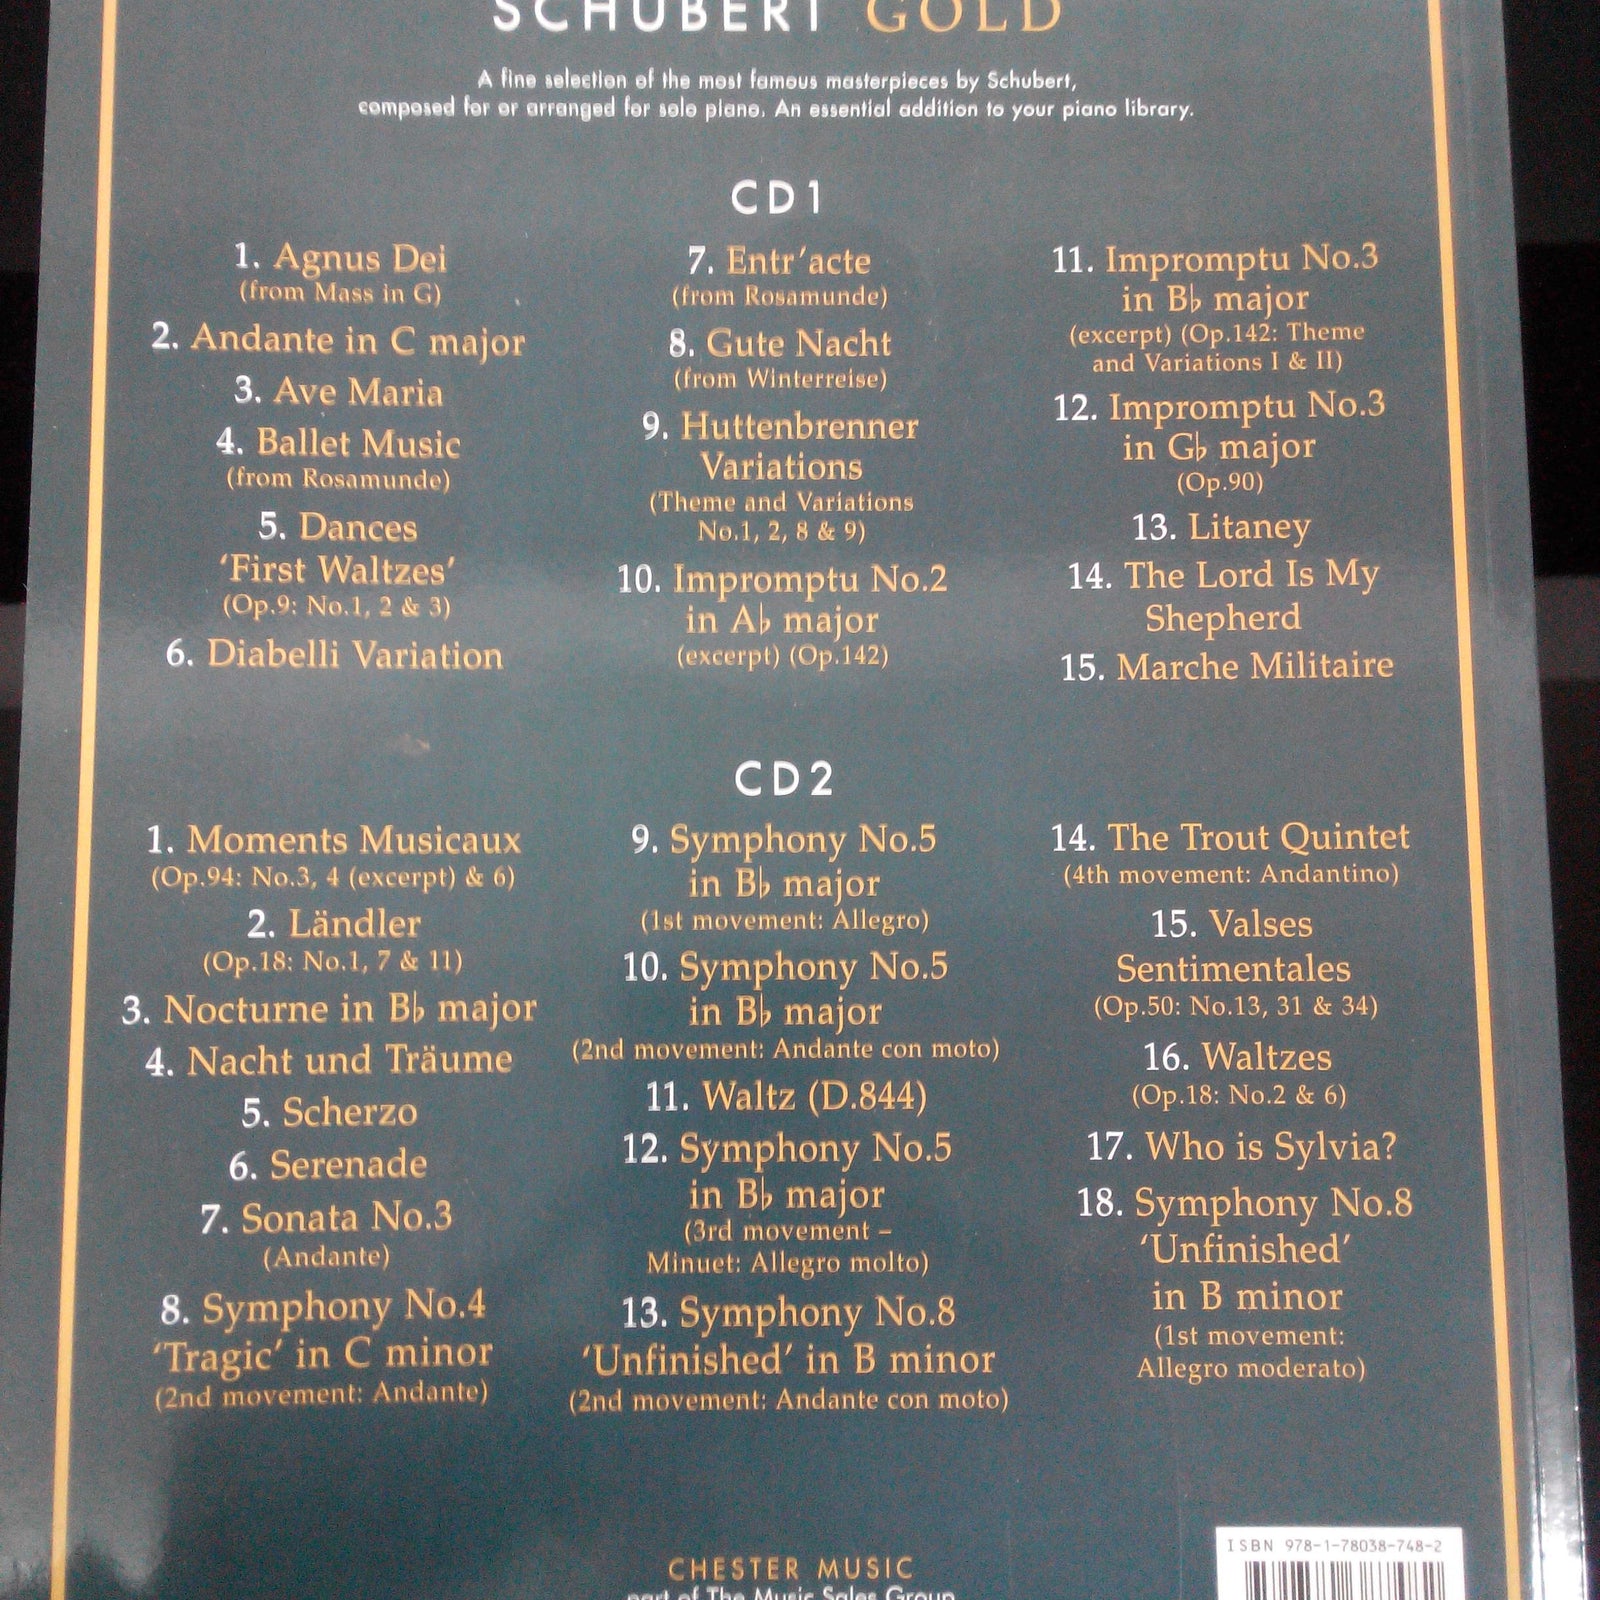 SCHUBERT GOLD
A fine selection of the most famous masterpieces by Schubert,
composed for or arranged for solo piano. An essential addition to your piano library.
CD1
1. Agnus Dei
(from Mass in G)
2. Andante in C major
3. Ave Maria
4. Ballet Music
(from Rosamunde)
5. Dances
‘First Waltzes’
(Op.9: No.1, 2 & 3)
6. Diabelli Variation
7. Entr’acte
(from Rosamunde)
8. Gute Nacht
(from Winterreise)
9. Huttenbrenner
Variations
(Theme and Variations
No.1, 2, 8 & 9)
10. Impromptu No.2
in A♭ major
(excerpt) (Op.142)
11. Impromptu No.3
in B♭ major
(excerpt) (Op.142: Theme
and Variations I & II)
12. Impromptu No.3
in G♭ major
(Op.90)
13. Litaney
14. The Lord Is My
Shepherd
15. Marche Militaire
CD2
1. Moments Musicaux
(Op.94: No.3, 4 (excerpt) & 6)
2. Ländler
(Op.18: No.1, 7 & 11)
3. Nocturne in B♭ major
4. Nacht und Träume
5. Scherzo
6. Serenade
7. Sonata No.3
(Andante)
8. Symphony No.4
‘Tragic’ in C minor
(2nd movement: Andante)
9. Symphony No.5
in B♭ major
(1st movement: Allegro)
10. Symphony No.5
in B♭ major
(2nd movement: Andante con moto)
11. Waltz (D.844)
12. Symphony No.5
in B♭ major
(3rd movement –
Minuet: Allegro molto)
13. Symphony No.8
‘Unfinished’ in B minor
(2nd movement: Andante con moto)
14. The Trout Quintet
(4th movement: Andantino)
15. Valses
Sentimentales
(Op.50: No.13, 31 & 34)
16. Waltzes
(Op.18: No.2 & 6)
17. Who is Sylvia?
18. Symphony No.8
‘Unfinished’
in B minor
(1st movement:
Allegro moderato)
CHESTER MUSIC
part of The Music Sales Group
ISBN 978-1-78038-748-2